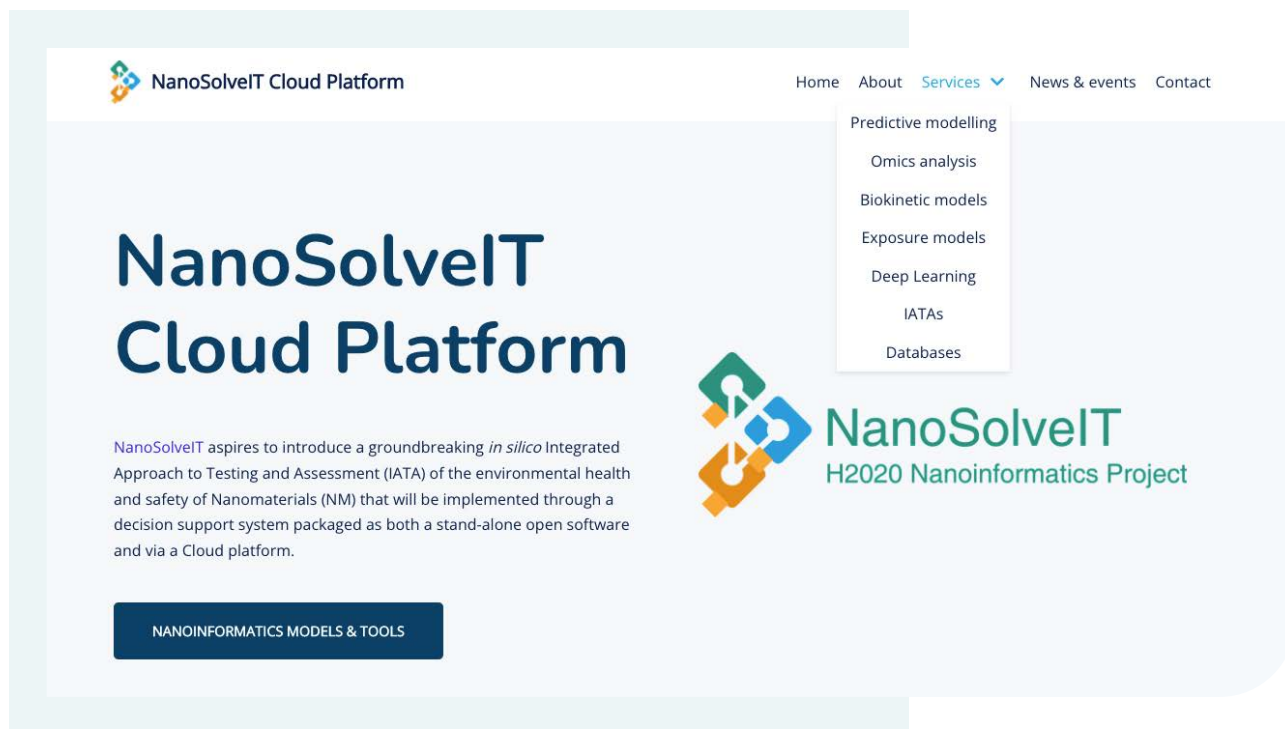 NanoSolveIT Cloud Platform
Home About Services News & events Contact
Predictive modelling
Omics analysis
Biokinetic models
Exposure models
Deep Learning
IATAs
Databases
NanoSolveIT
Cloud Platform
NanoSolveIT aspires to introduce a groundbreaking in silico Integrated
Approach to Testing and Assessment (IATA) of the environmental health
and safety of Nanomaterials (NM) that will be implemented through a
decision support system packaged as both a stand-alone open software
and via a Cloud platform.
NANOINFORMATICS MODELS & TOOLS
NanoSolveIT
H2020 Nanoinformatics Project